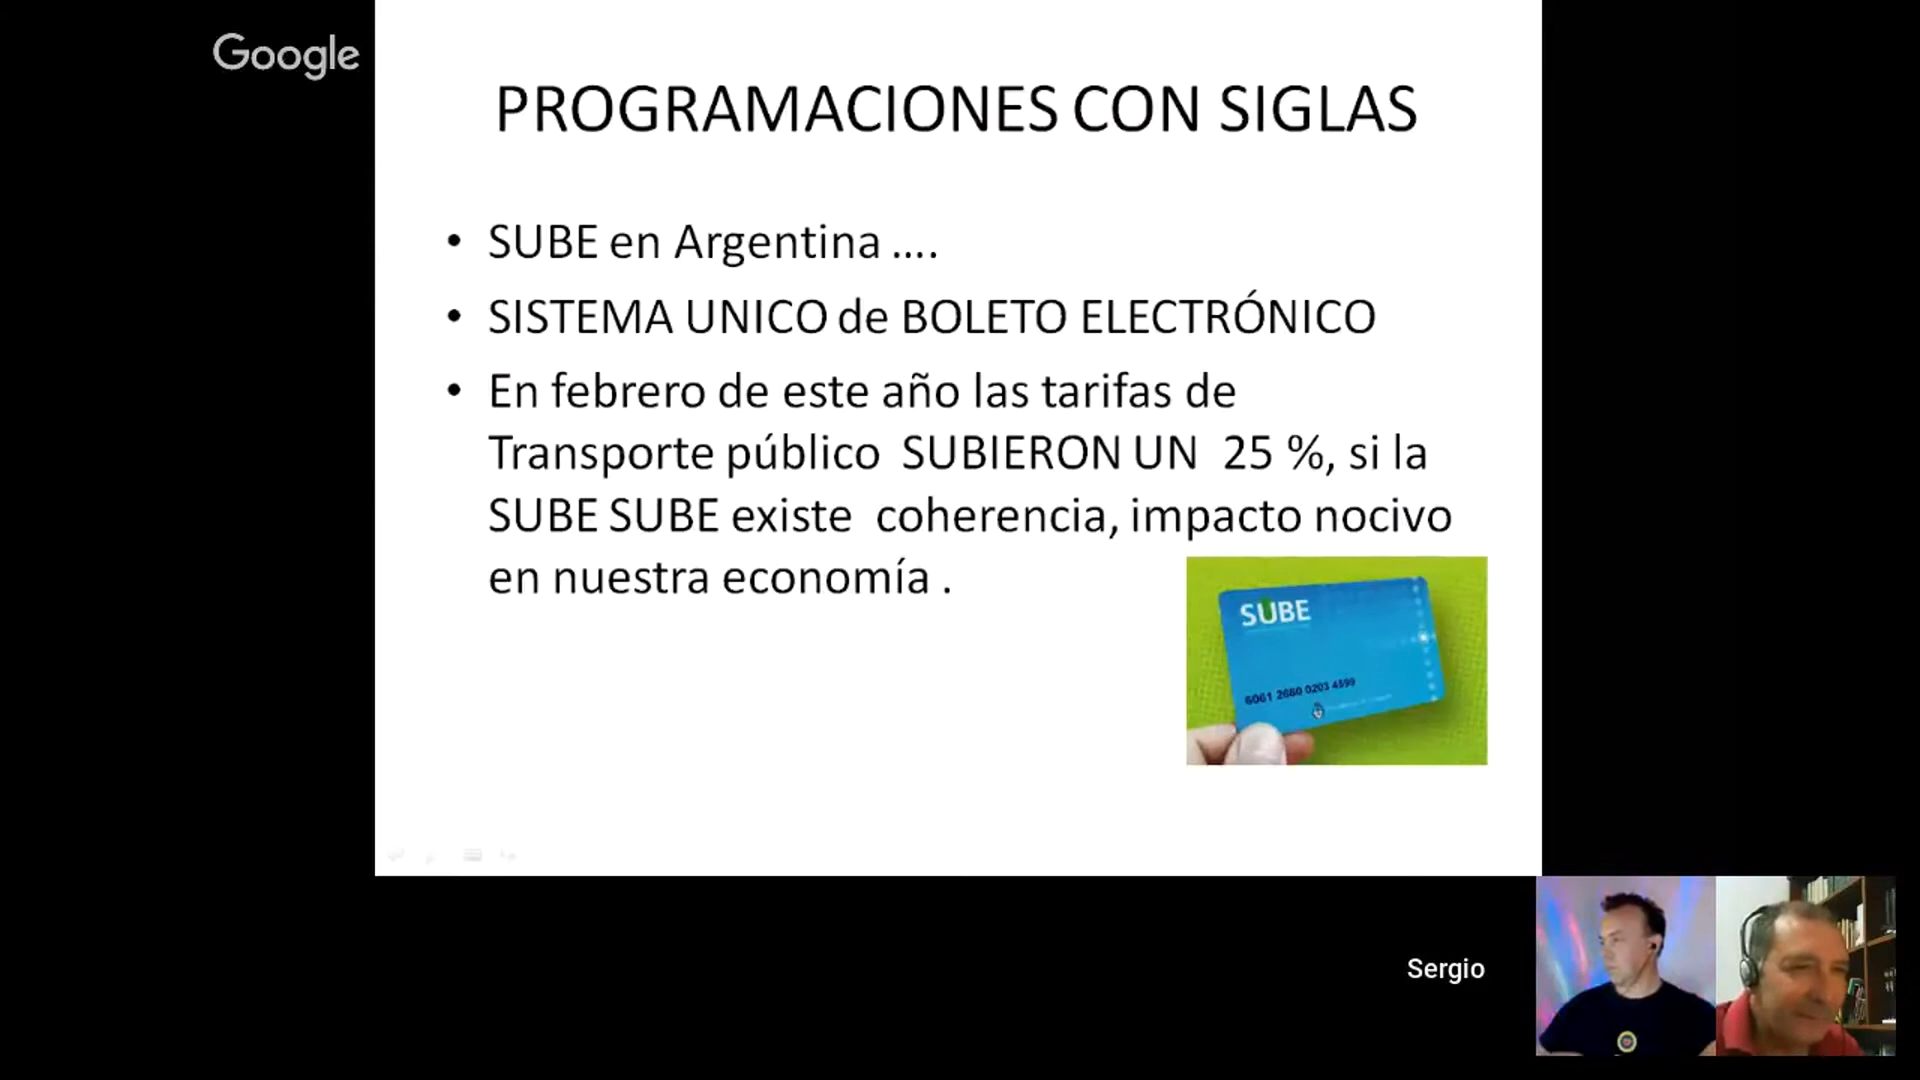 Google
PROGRAMACIONES CON SIGLAS
• SUBE en Argentina ....
• SISTEMA UNICO de BOLETO ELECTRÓNICO
• En febrero de este año las tarifas de
Transporte público SUBIERON UN 25 %, si la
SUBE SUBE existe coherencia, impacto nocivo
en nuestra economía .
SUBE
6061 2660 0203 4599
Sergio